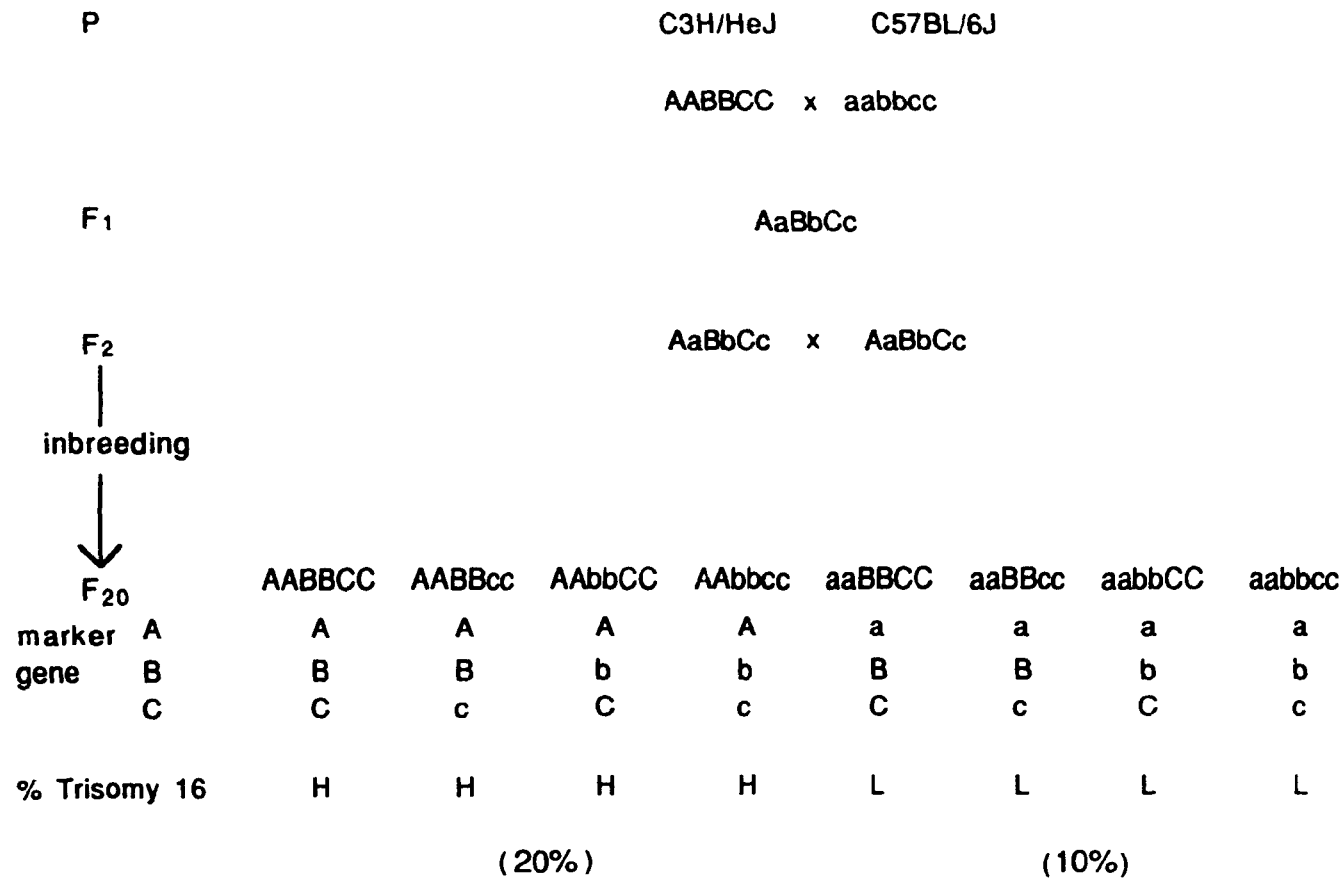 P C3H/HeJ C57BL/6J
AABBCC x aabbcc
F1 AaBbCc
F2 AaBbCc x AaBbCc
inbreeding
F20 AABBCC AABBcc AAbbCC AAbbcc aaBBCC aaBBcc aabbCC aabbcc
marker A A A A A a a a a
gene B B B b b B B b b
C C c C c C c C c
% Trisomy 16 H H H H L L L L
(20%) (10%)